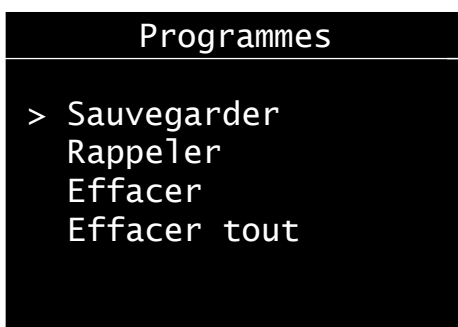 Programmes
> Sauvegarder
Rappeler
Effacer
Effacer tout